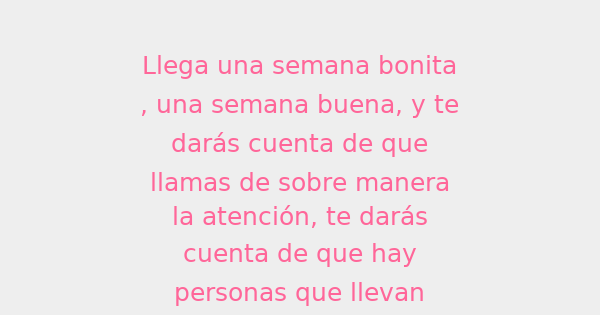 Llega una semana bonita
, una semana buena, y te
darás cuenta de que
llamas de sobre manera
la atención, te darás
cuenta de que hay
personas que llevan